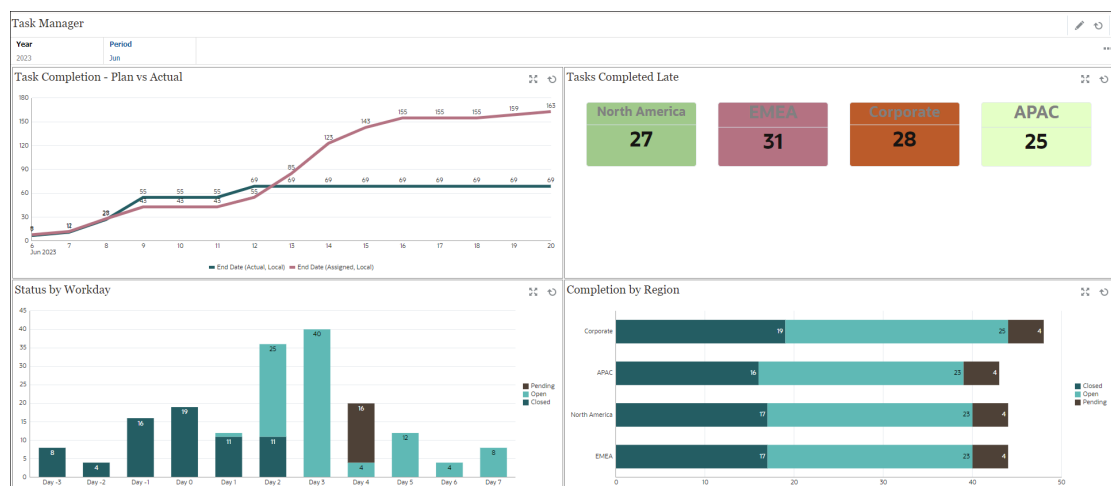 Task Manager
Year
Period
2023
Jun
Task Completion - Plan vs Actual
180
150
120
90
60
30
0
12
28
55 55 55
43 43 43
69 69 69 69 69 69 69 69 69
55
85
123
143
155 155 155
159
163
6 7 8 9 10 11 12 13 14 15 16 17 18 19 20
Jun 2023
End Date (Actual, Local) End Date (Assigned, Local)
Tasks Completed Late
North America
27
EMEA
31
Corporate
28
APAC
25
Status by Workday
45
40
35
30
25
20
15
10
5
0
8
4
16
19
11
11
25
40
16
4
12
4
8
Day -3 Day -2 Day -1 Day 0 Day 1 Day 2 Day 3 Day 4 Day 5 Day 6 Day 7
Pending
Open
Closed
Completion by Region
Corporate 19 25 4
APAC 16 23 4
North America 17 23 4
EMEA 17 23 4
0 10 20 30 40 50
Closed
Open
Pending